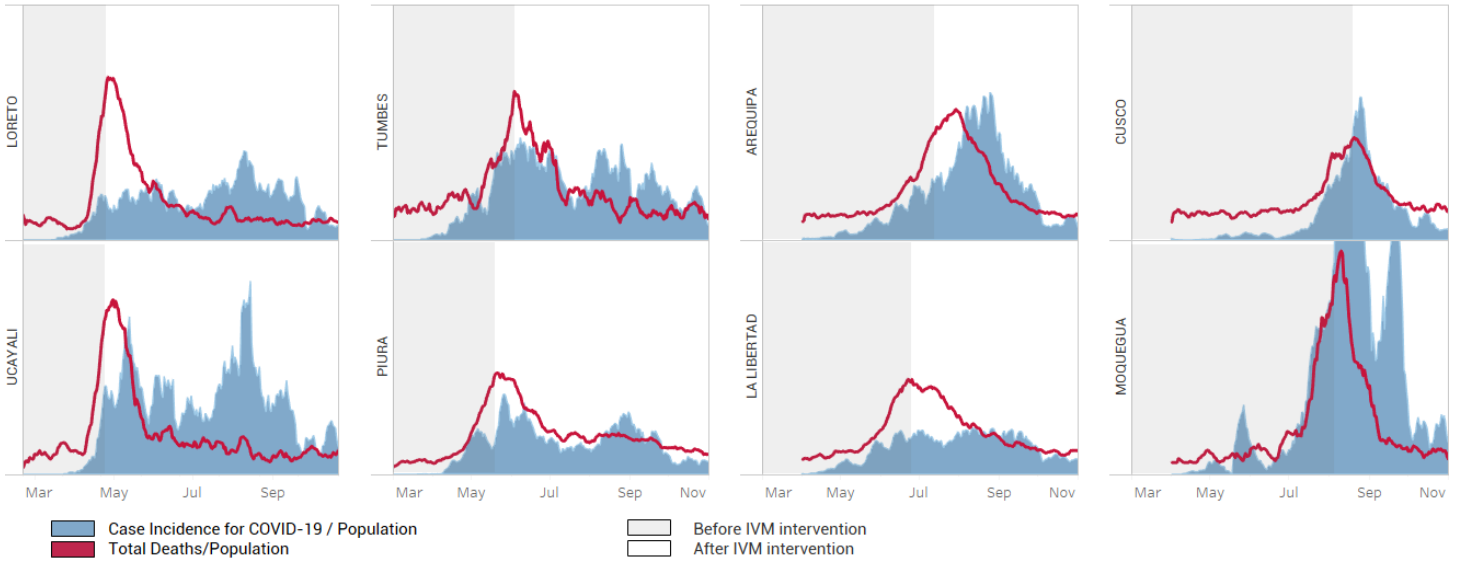 LORETO
TUMBES
AREQUIPA
CUSCO
UCAYALI
PIURA
LA LIBERTAD
MOQUEGUA
Mar May Jul Sep
Mar May Jul Sep Nov
Mar May Jul Sep Nov
Mar May Jul Sep Nov
Case Incidence for COVID-19 / Population
Total Deaths/Population
Before IVM intervention
After IVM intervention